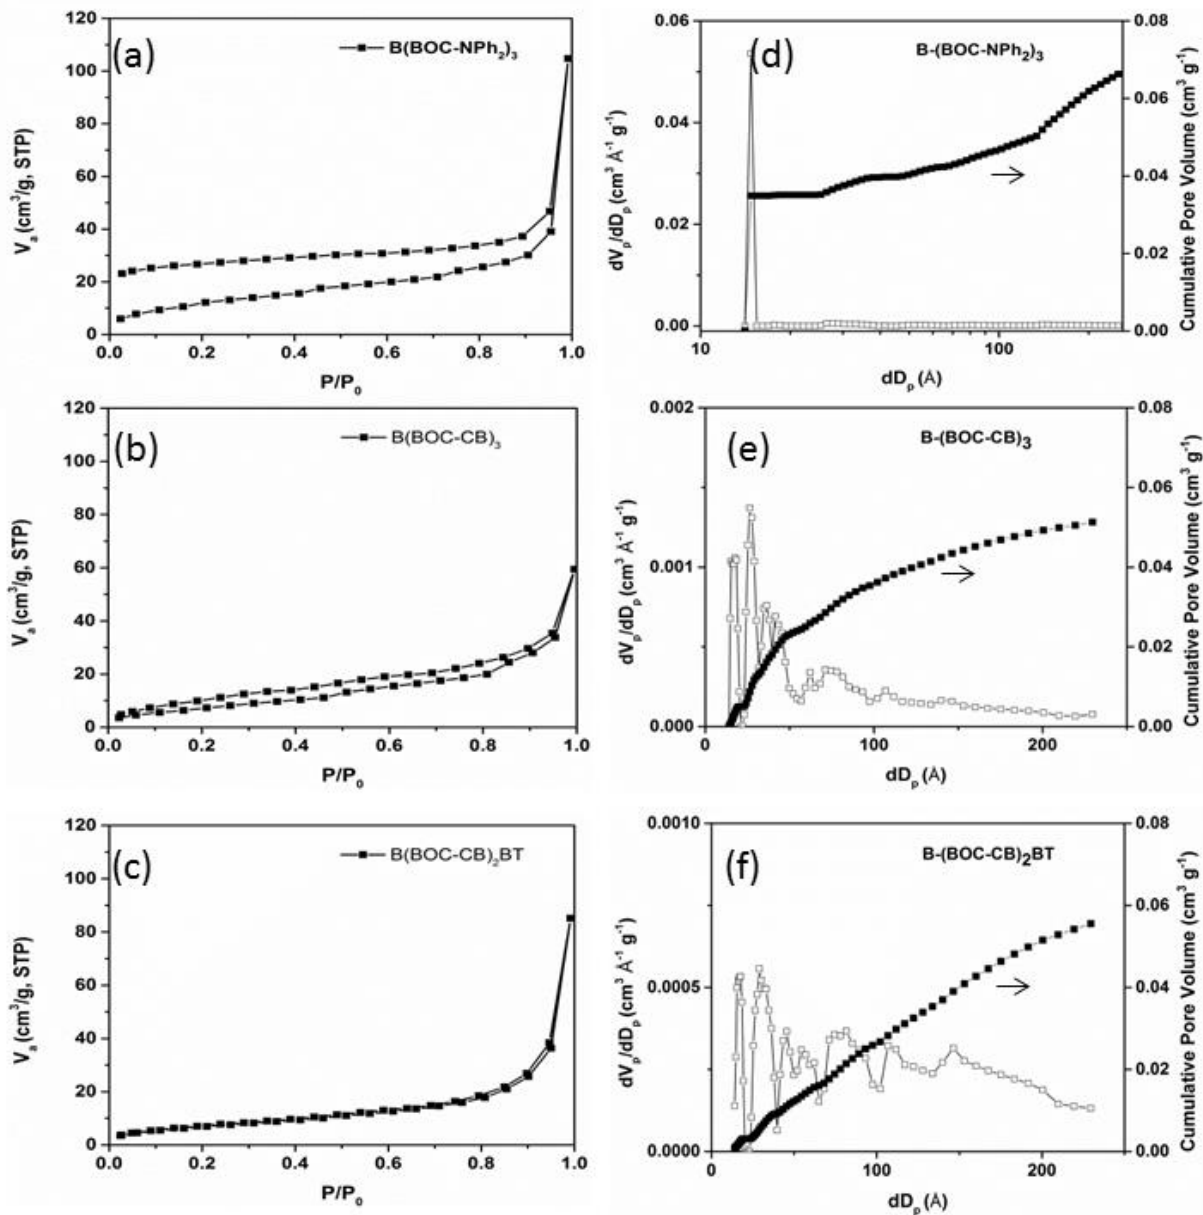 (a)
B(BOC-NPh₂)₃
120
100
80
60
40
20
0
Vₐ (cm³/g, STP)
0.0 0.2 0.4 0.6 0.8 1.0
P/P₀
(d)
B-(BOC-NPh₂)₃
0.06
0.04
0.02
0.00
dVₚ/dDₚ (cm³ Å⁻¹ g⁻¹)
0.08
0.06
0.04
0.02
0.00
Cumulative Pore Volume (cm³ g⁻¹)
10 100
dDₚ (Å)
(b)
B(BOC-CB)₃
120
100
80
60
40
20
0
Vₐ (cm³/g, STP)
0.0 0.2 0.4 0.6 0.8 1.0
P/P₀
(e)
B-(BOC-CB)₃
0.002
0.001
0.000
dVₚ/dDₚ (cm³ Å⁻¹ g⁻¹)
0.08
0.06
0.04
0.02
0.00
Cumulative Pore Volume (cm³ g⁻¹)
0 50 100 150 200
dDₚ (Å)
(c)
B(BOC-CB)₂BT
120
100
80
60
40
20
0
Vₐ (cm³/g, STP)
0.0 0.2 0.4 0.6 0.8 1.0
P/P₀
(f)
B-(BOC-CB)₂BT
0.0010
0.0005
0.0000
dVₚ/dDₚ (cm³ Å⁻¹ g⁻¹)
0.08
0.06
0.04
0.02
0.00
Cumulative Pore Volume (cm³ g⁻¹)
0 100 200
dDₚ (Å)